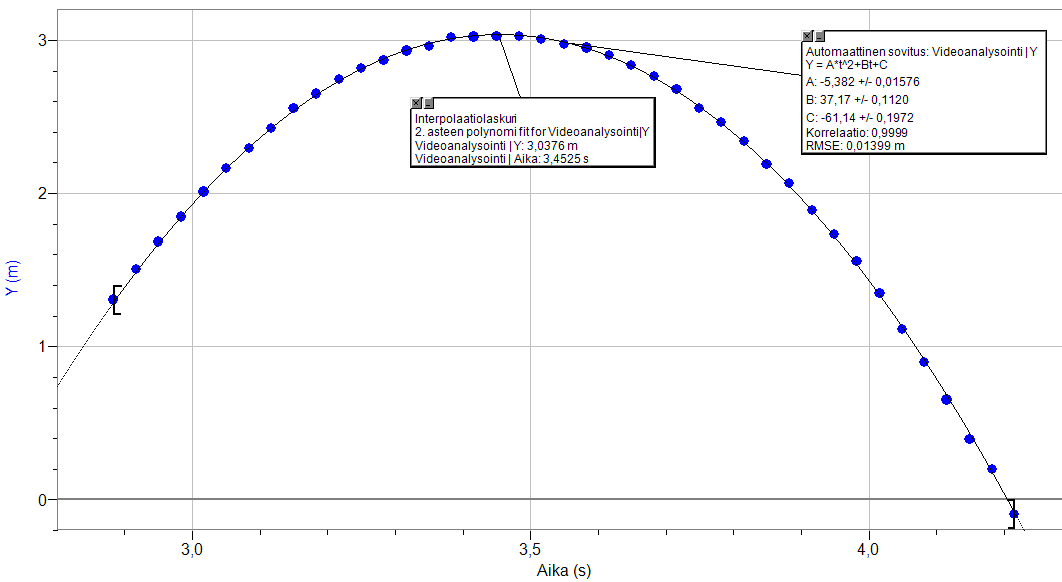 3
2
1
0
Y (m)
3,0
3,5
4,0
Aika (s)
Interpolaatiolaskuri
2. asteen polynomi fit for Videoanalysointi|Y
Videoanalysointi | Y: 3,0376 m
Videoanalysointi | Aika: 3,4525 s
Automaattinen sovitus: Videoanalysointi | Y
Y = A*t^2+Bt+C
A: -5,382 +/- 0,01576
B: 37,17 +/- 0,1120
C: -61,14 +/- 0,1972
Korrelaatio: 0,9999
RMSE: 0,01399 m